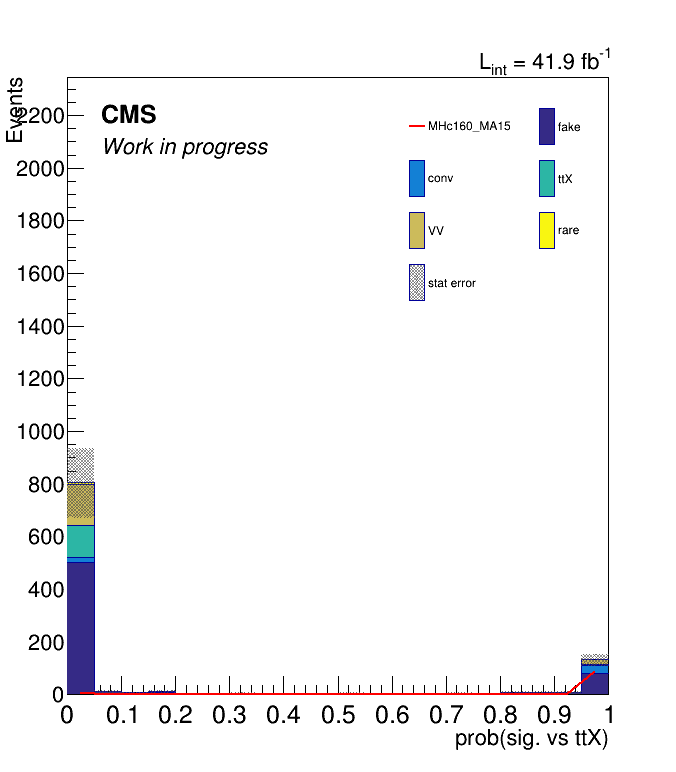 L_int = 41.9 fb^-1
Events
CMS
Work in progress
MHc160_MA15
fake
conv
ttX
VV
rare
stat error
2200
2000
1800
1600
1400
1200
1000
800
600
400
200
0
0 0.1 0.2 0.3 0.4 0.5 0.6 0.7 0.8 0.9 1
prob(sig. vs ttX)